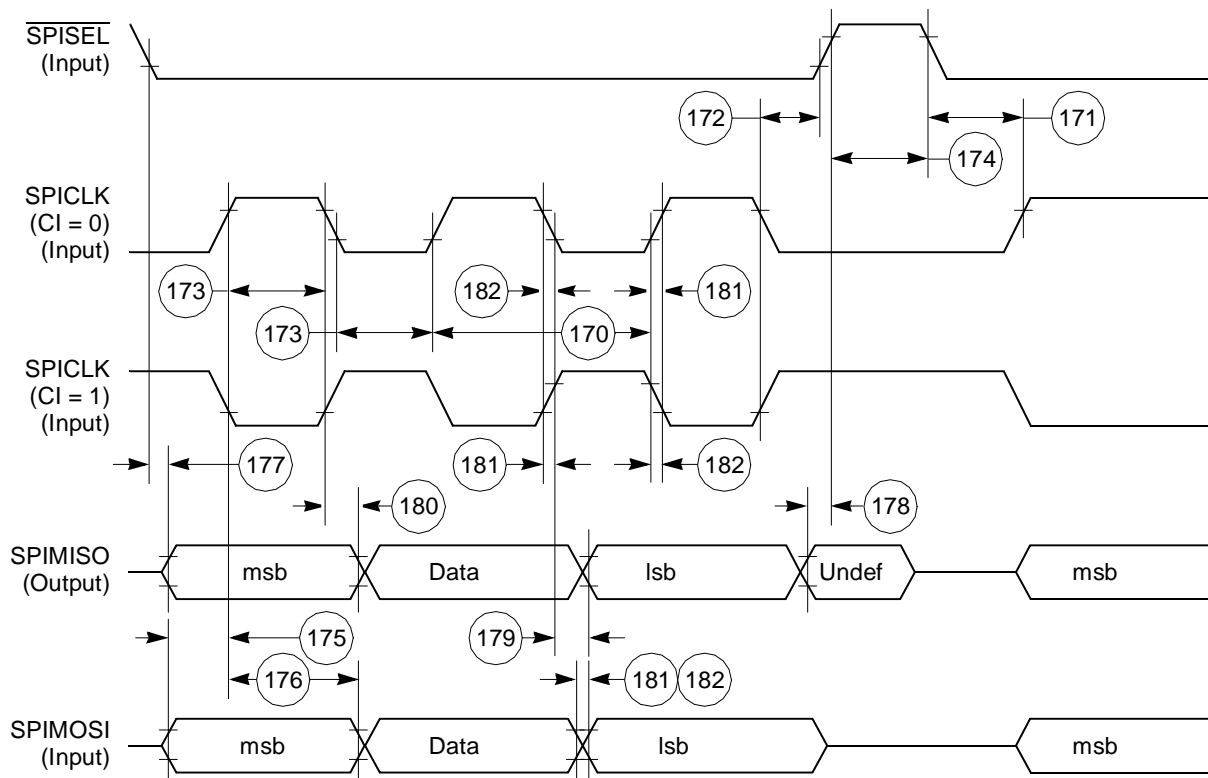 SPISEL
(Input)
172
171
174
SPICLK
(CI = 0)
(Input)
173
182
181
173
170
SPICLK
(CI = 1)
(Input)
177
181
182
180
178
SPIMISO
(Output)
msb
Data
lsb
Undef
msb
175
179
176
181
182
SPIMOSI
(Input)
msb
Data
lsb
msb